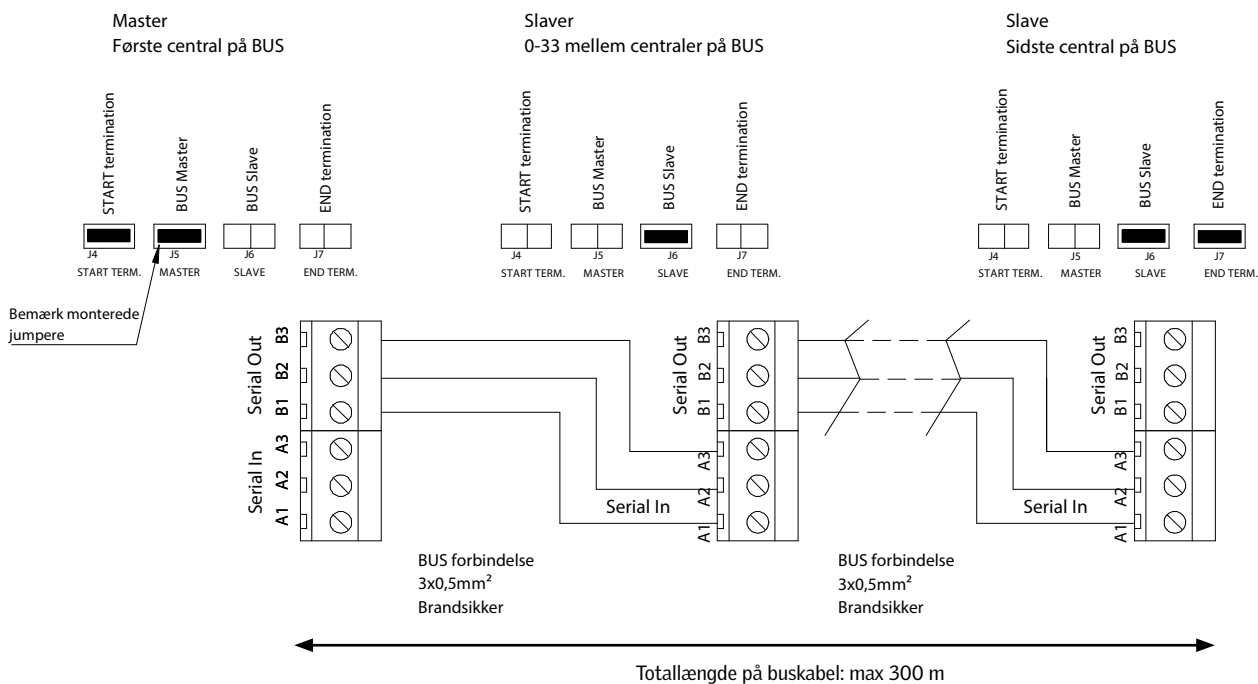 Master
Første central på BUS
Slaver
0-33 mellem centraler på BUS
Slave
Sidste central på BUS
START termination
BUS Master
BUS Slave
END termination
START termination
BUS Master
BUS Slave
END termination
START termination
BUS Master
BUS Slave
END termination
J4
J5
J6
J7
J4
J5
J6
J7
J4
J5
J6
J7
START TERM.
MASTER
SLAVE
END TERM.
START TERM.
MASTER
SLAVE
END TERM.
START TERM.
MASTER
SLAVE
END TERM.
Bemærk monterede
jumpere
Serial Out
B3
B2
B1
Serial In
A3
A2
A1
Serial Out
B3
B2
B1
Serial In
A3
A2
A1
Serial Out
B3
B2
B1
Serial In
A3
A2
A1
BUS forbindelse
3x0,5mm²
Brandsikker
BUS forbindelse
3x0,5mm²
Brandsikker
Totallængde på buskabel: max 300 m